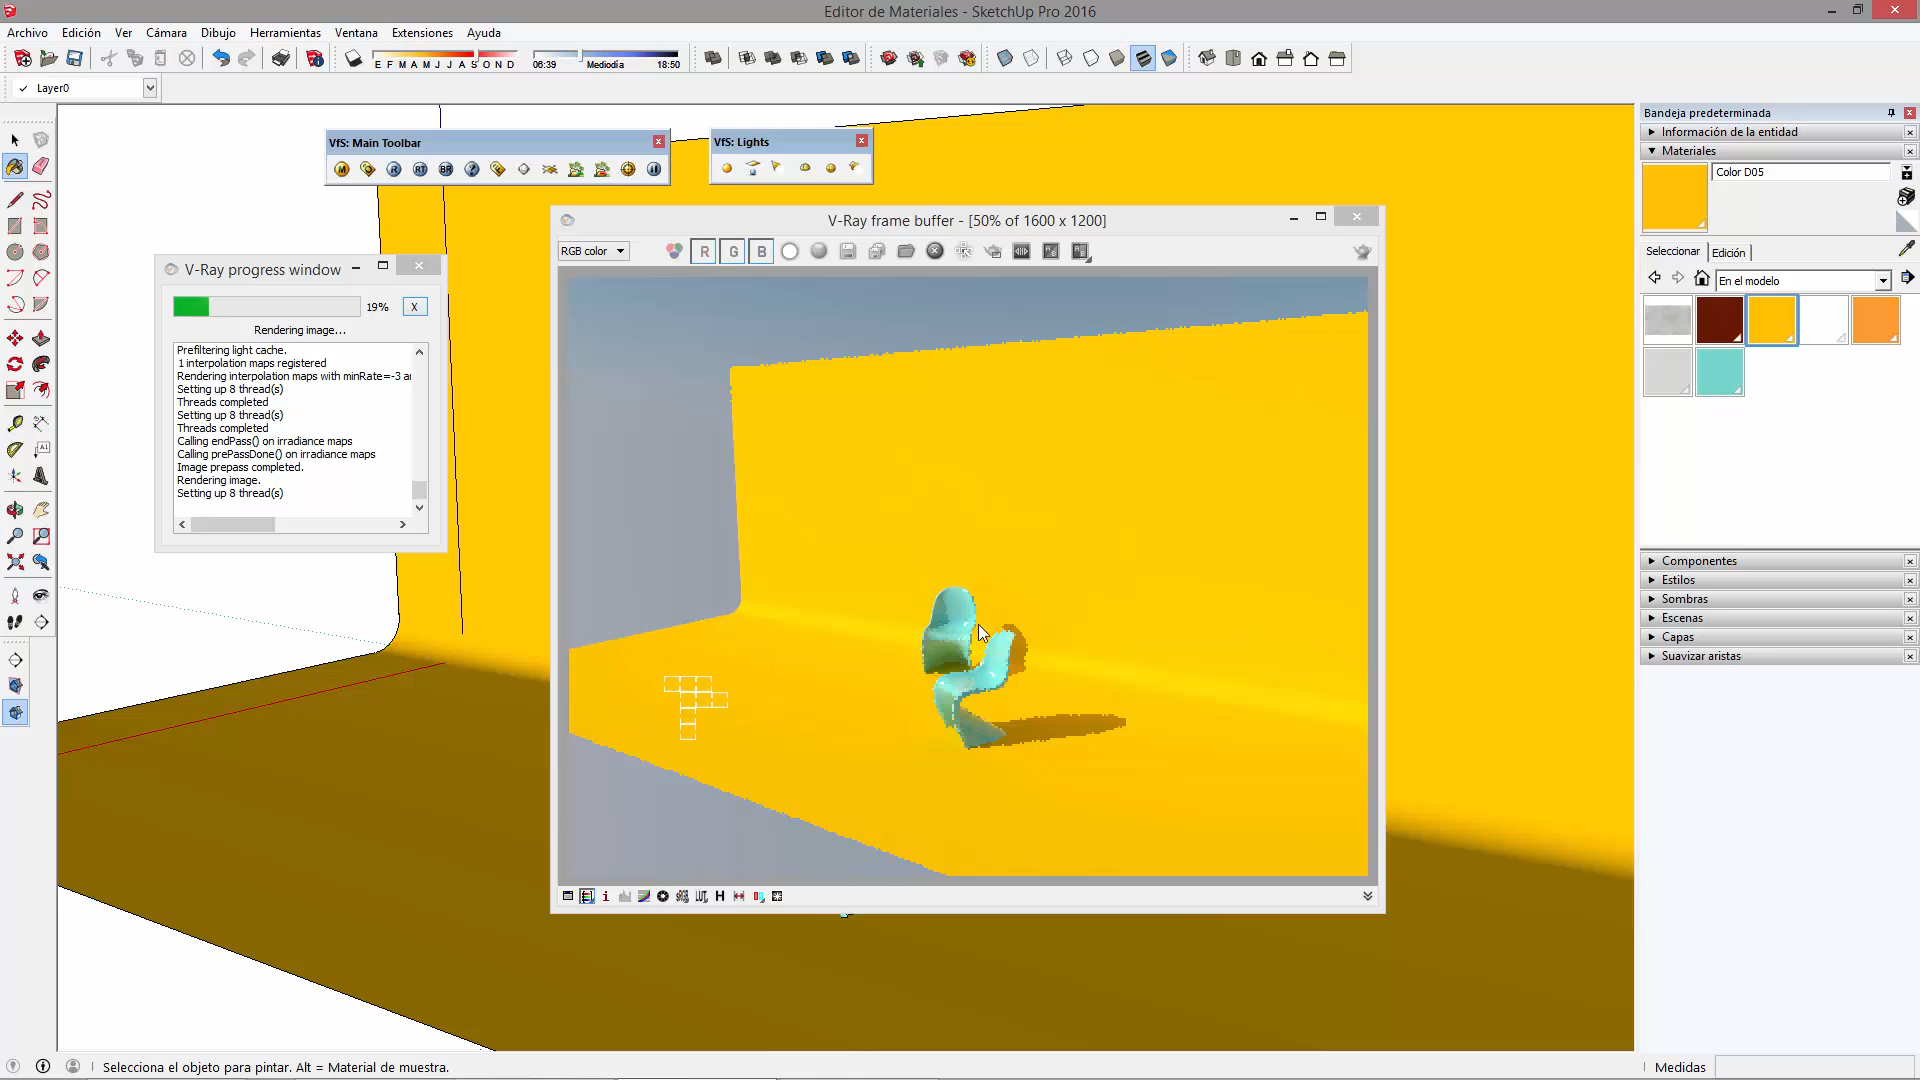 Editor de Materiales - SketchUp Pro 2016
Archivo Edición Ver Cámara Dibujo Herramientas Ventana Extensiones Ayuda
E F M A M J J A S O N D
06:39 Mediodía 18:50
Layer0
VfS: Main Toolbar
M R RT BR
VfS: Lights
V-Ray frame buffer - [50% of 1600 x 1200]
RGB color
R G B
V-Ray progress window
19%
X
Rendering image...
Prefiltering light cache.
1 interpolation maps registered
Rendering interpolation maps with minRate=-3 ar
Setting up 8 thread(s)
Threads completed
Setting up 8 thread(s)
Threads completed
Calling endPass() on irradiance maps
Calling prePassDone() on irradiance maps
Image prepass completed.
Rendering image.
Setting up 8 thread(s)
LUT H
Bandeja predeterminada
Información de la entidad
Materiales
Color D05
Seleccionar Edición
En el modelo
Componentes
Estilos
Sombras
Escenas
Capas
Suavizar aristas
Selecciona el objeto para pintar. Alt = Material de muestra.
Medidas